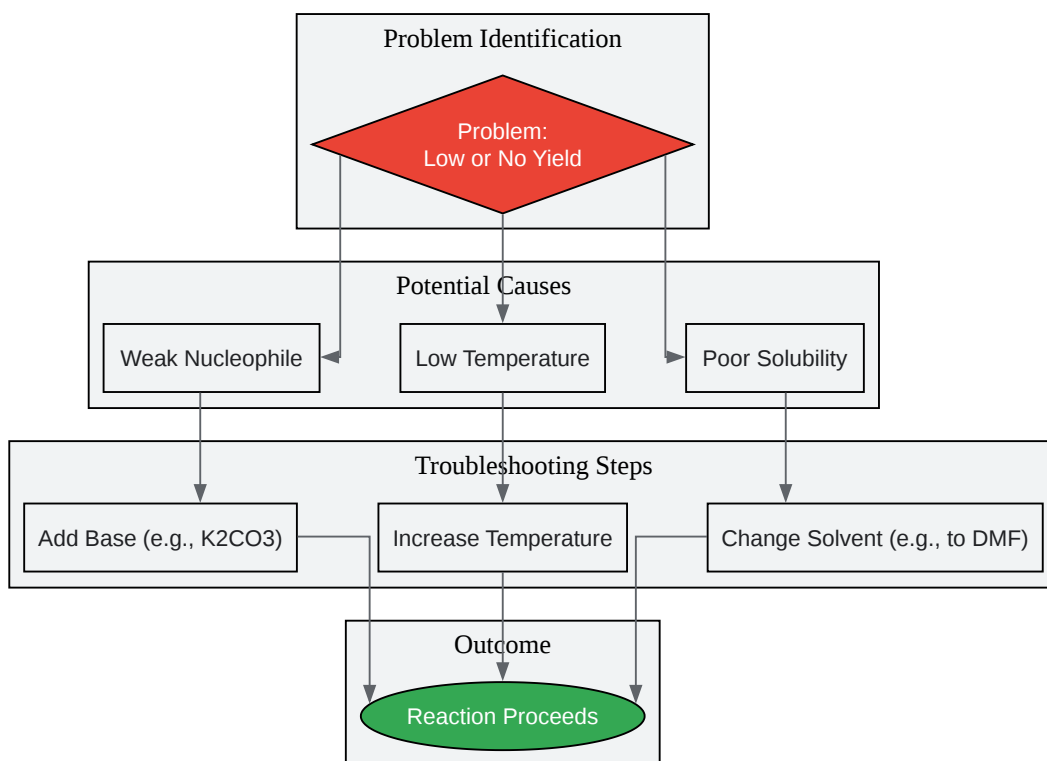 Problem Identification
Problem:
Low or No Yield
Potential Causes
Weak Nucleophile
Low Temperature
Poor Solubility
Troubleshooting Steps
Add Base (e.g., K2CO3)
Increase Temperature
Change Solvent (e.g., to DMF)
Outcome
Reaction Proceeds